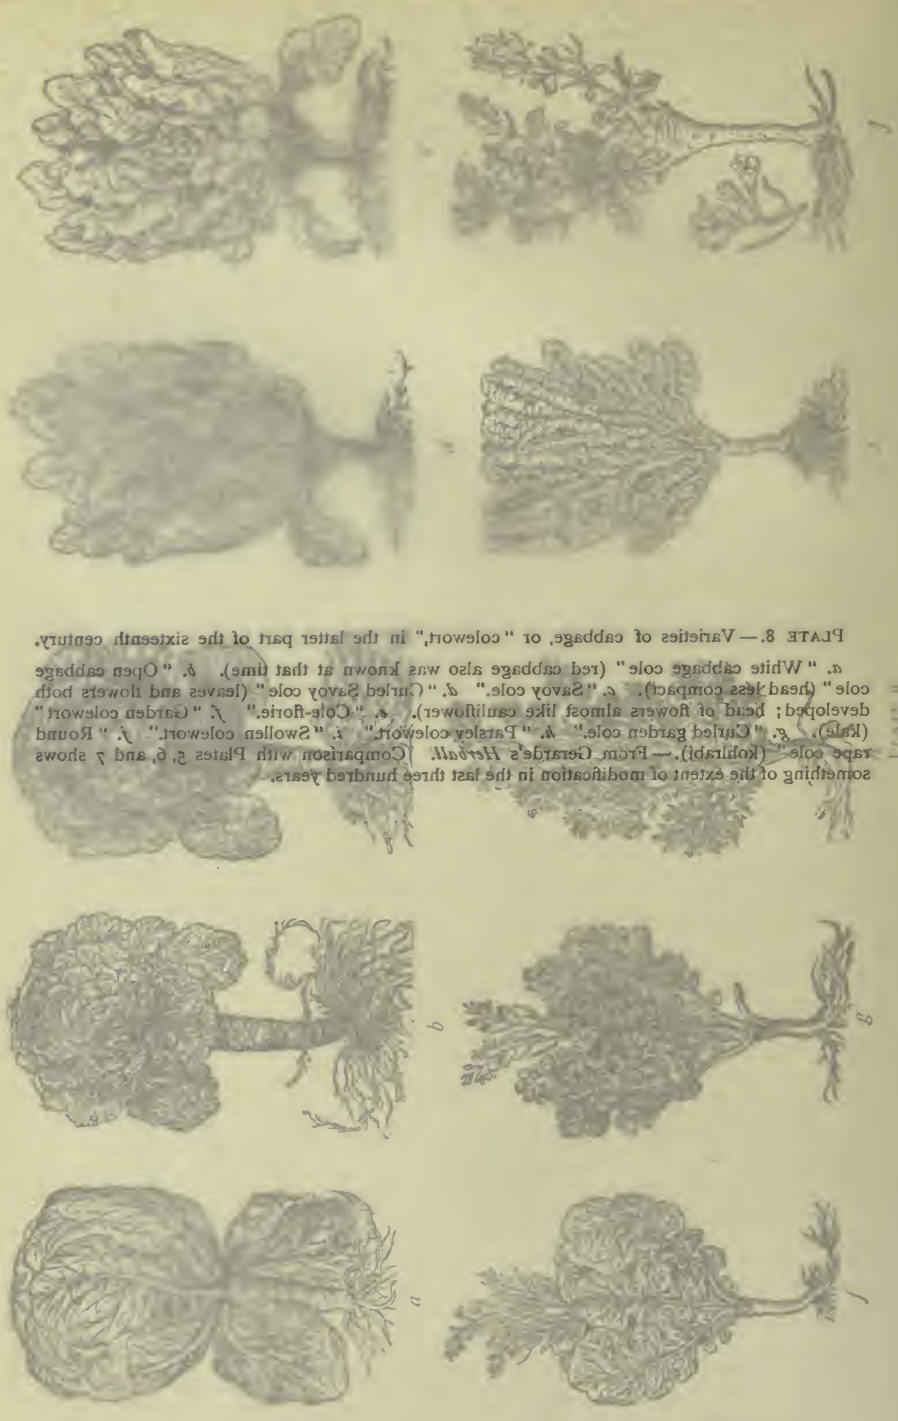 PLATE 8.—Varieties of cabbage, or "colewort," in the latter part of the sixteenth century.
a. "White cabbage cole" (red cabbage also was known at that time). b. "Open cabbage
cole" (head less compact). c. "Savoy cole." d. "Curled Savoy cole" (leaves and flowers both
developed; head of flowers almost like cauliflower). e. "Cole-florie." f. "Garden colewort"
(kale). g. "Curled garden cole." h. "Parsley colewort." i. "Swollen colewort." j. "Round
rape cole" (kohlrabi).—From Gerarde's Herball. Comparison with Plates 5, 6, and 7 shows
something of the extent of modification in the last three hundred years.
j
g
b
a
f